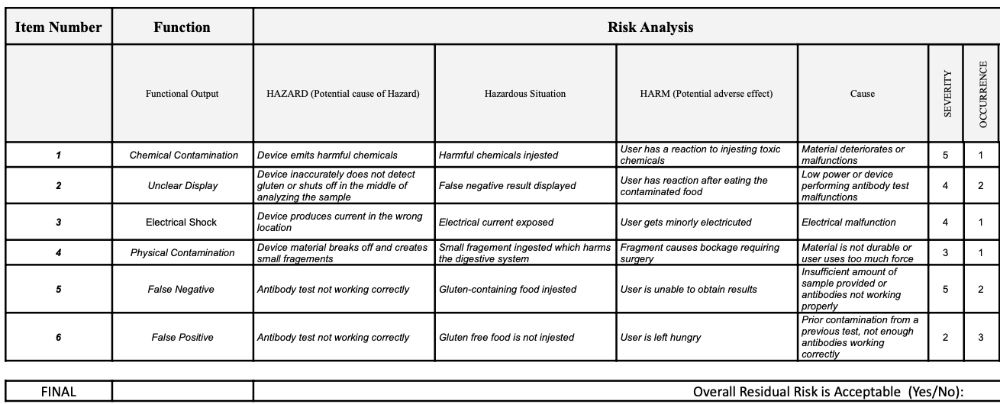 Item Number
Function
Risk Analysis
Functional Output
HAZARD (Potential cause of Hazard)
Hazardous Situation
HARM (Potential adverse effect)
Cause
SEVERITY
OCCURRENCE
1
Chemical Contamination
Device emits harmful chemicals
Harmful chemicals injected
User has a reaction to injesting toxic
chemicals
Material deteriorates or
malfunctions
5
1
2
Unclear Display
Device inaccurately does not detect
gluten or shuts off in the middle of
analyzing the sample
False negative result displayed
User has reaction after eating the
contaminated food
Low power or device
performing antibody test
malfunctions
4
2
3
Electrical Shock
Device produces current in the wrong
location
Electrical current exposed
User gets minorly electricuted
Electrical malfunction
4
1
4
Physical Contamination
Device material breaks off and creates
small fragements
Small fragement ingested which harms
the digestive system
Fragment causes bockage requiring
surgery
Material is not durable or
user uses too much force
3
1
5
False Negative
Antibody test not working correctly
Gluten-containing food injested
User is unable to obtain results
Insufficient amount of
sample provided or
antibodies not working
properly
5
2
6
False Positive
Antibody test not working correctly
Gluten free food is not injested
User is left hungry
Prior contamination from a
previous test, not enough
antibodies working
correctly
2
3
FINAL
Overall Residual Risk is Acceptable (Yes/No):